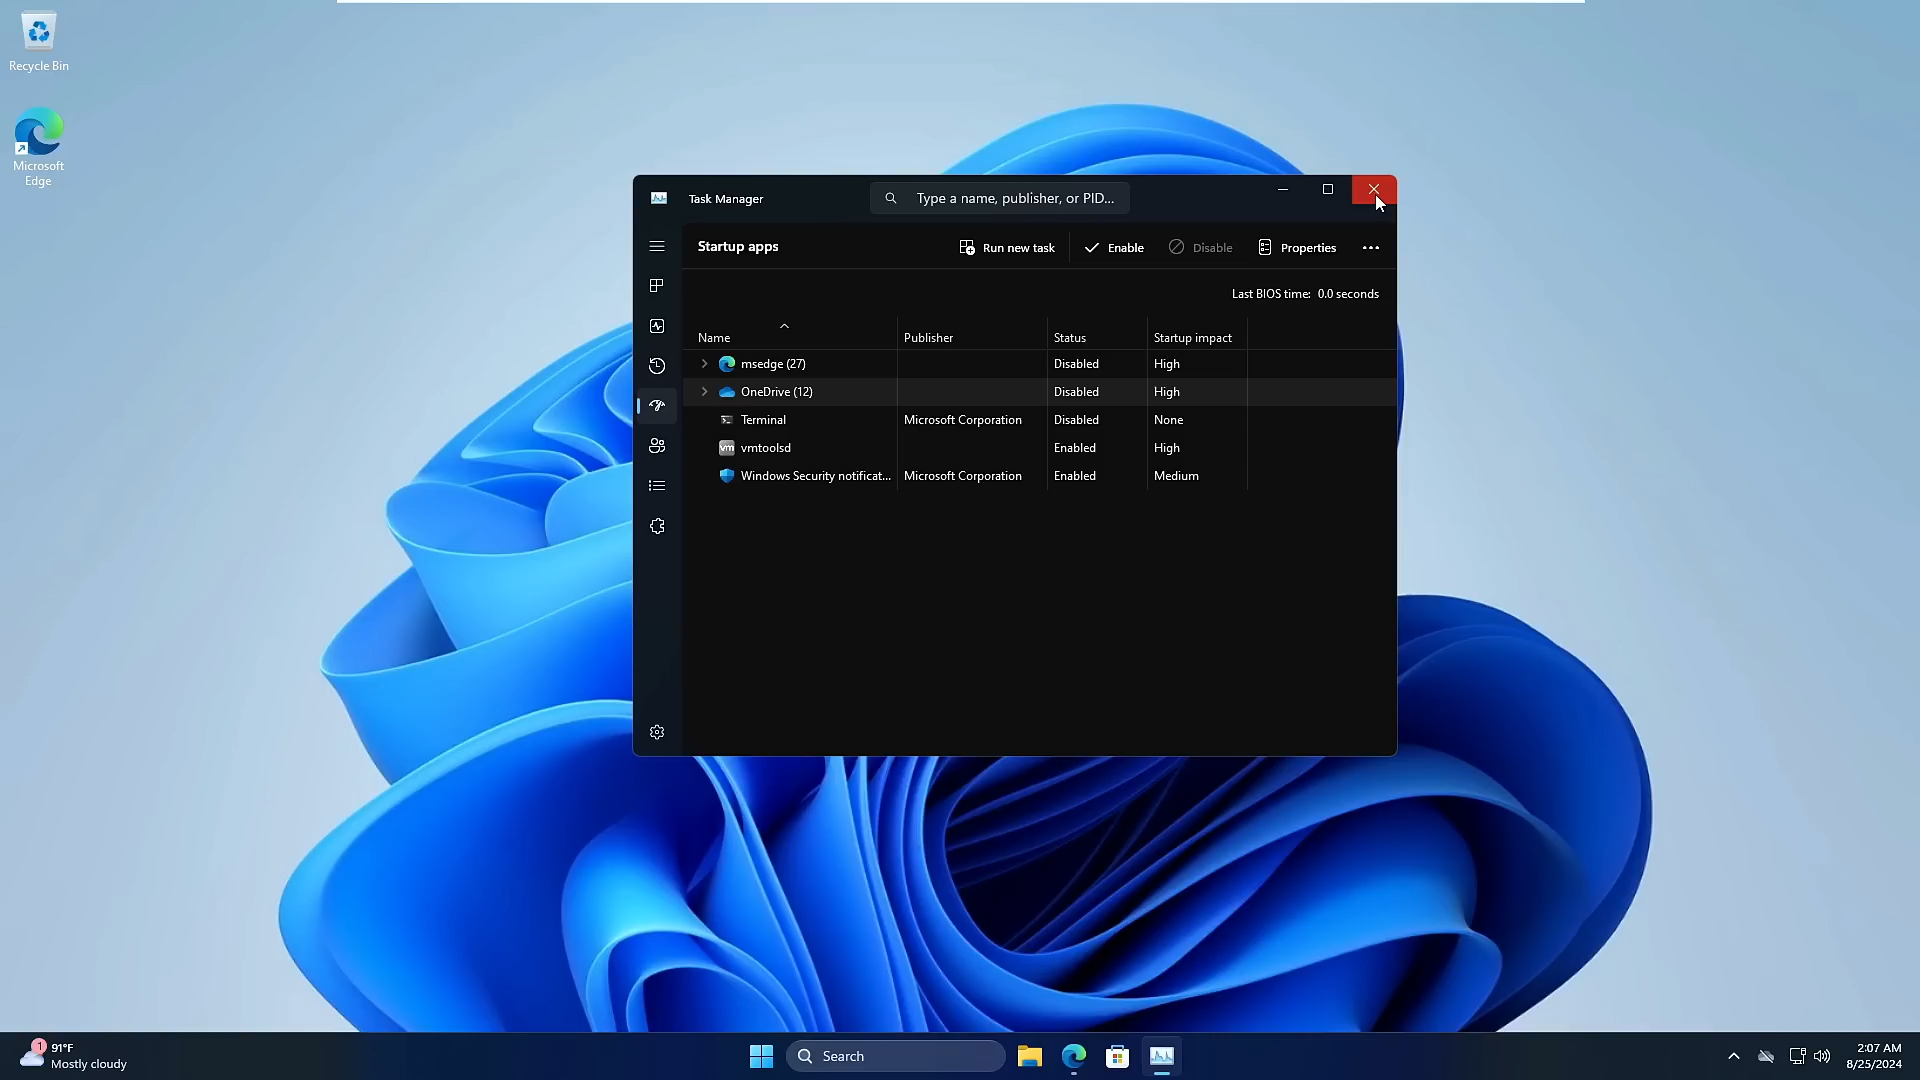 Recycle Bin
Microsoft
Edge
Task Manager
Type a name, publisher, or PID...
Startup apps
Run new task
Enable
Disable
Properties
Last BIOS time: 0.0 seconds
Name Publisher Status Startup impact
msedge (27) Disabled High
OneDrive (12) Disabled High
Terminal Microsoft Corporation Disabled None
vm vmtoolsd Enabled High
Windows Security notificat... Microsoft Corporation Enabled Medium
1
91°F
Mostly cloudy
Search
2:07 AM
8/25/2024